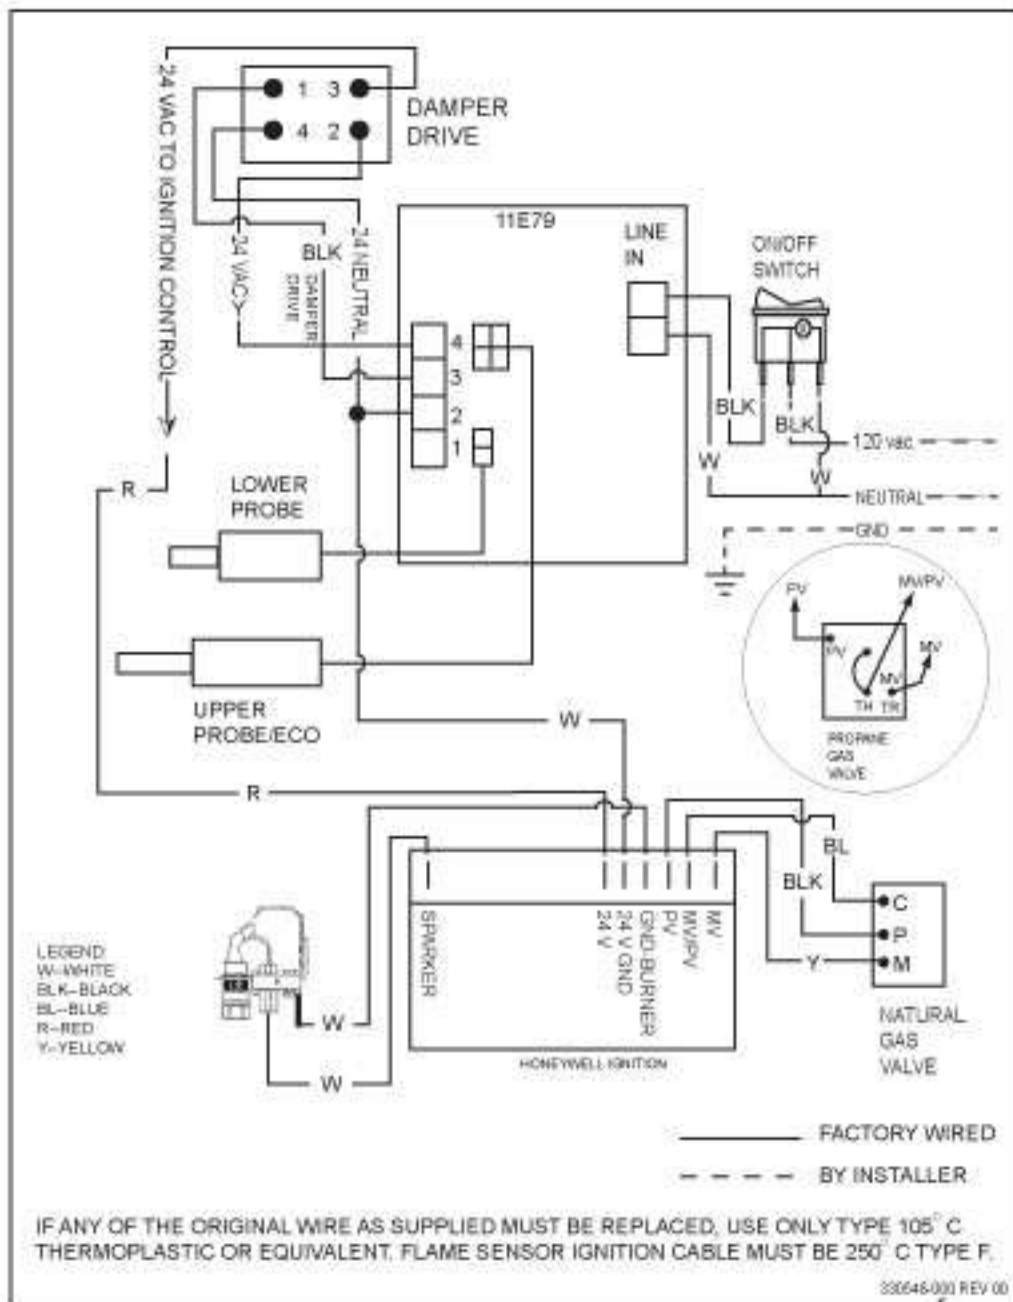 24 VAC TO IGNITION CONTROL
1 3
4 2
DAMPER
DRIVE
24 VAC
BLK
DAMPER
DRIVE
24 NEUTRAL
11E79
LINE
IN
4
3
2
1
ON/OFF
SWITCH
BLK
BLK
120 vac.
W
W
NEUTRAL
GND
R
LOWER
PROBE
UPPER
PROBE/ECO
PV
MV/PV
PV
MV
MV
TH TR
PROPANE
GAS
VALVE
W
R
BL
BLK
Y
C
P
M
NATURAL
GAS
VALVE
SPARKER
24 V
24 V GND
GND-BURNER
PV
MV/PV
MV
HONEYWELL IGNITION
W
W
LEGEND:
W--WHITE
BLK--BLACK
BL--BLUE
R--RED
Y--YELLOW
FACTORY WIRED
BY INSTALLER
IF ANY OF THE ORIGINAL WIRE AS SUPPLIED MUST BE REPLACED, USE ONLY TYPE 105° C
THERMOPLASTIC OR EQUIVALENT. FLAME SENSOR IGNITION CABLE MUST BE 250° C TYPE F.
330546-000 REV 00